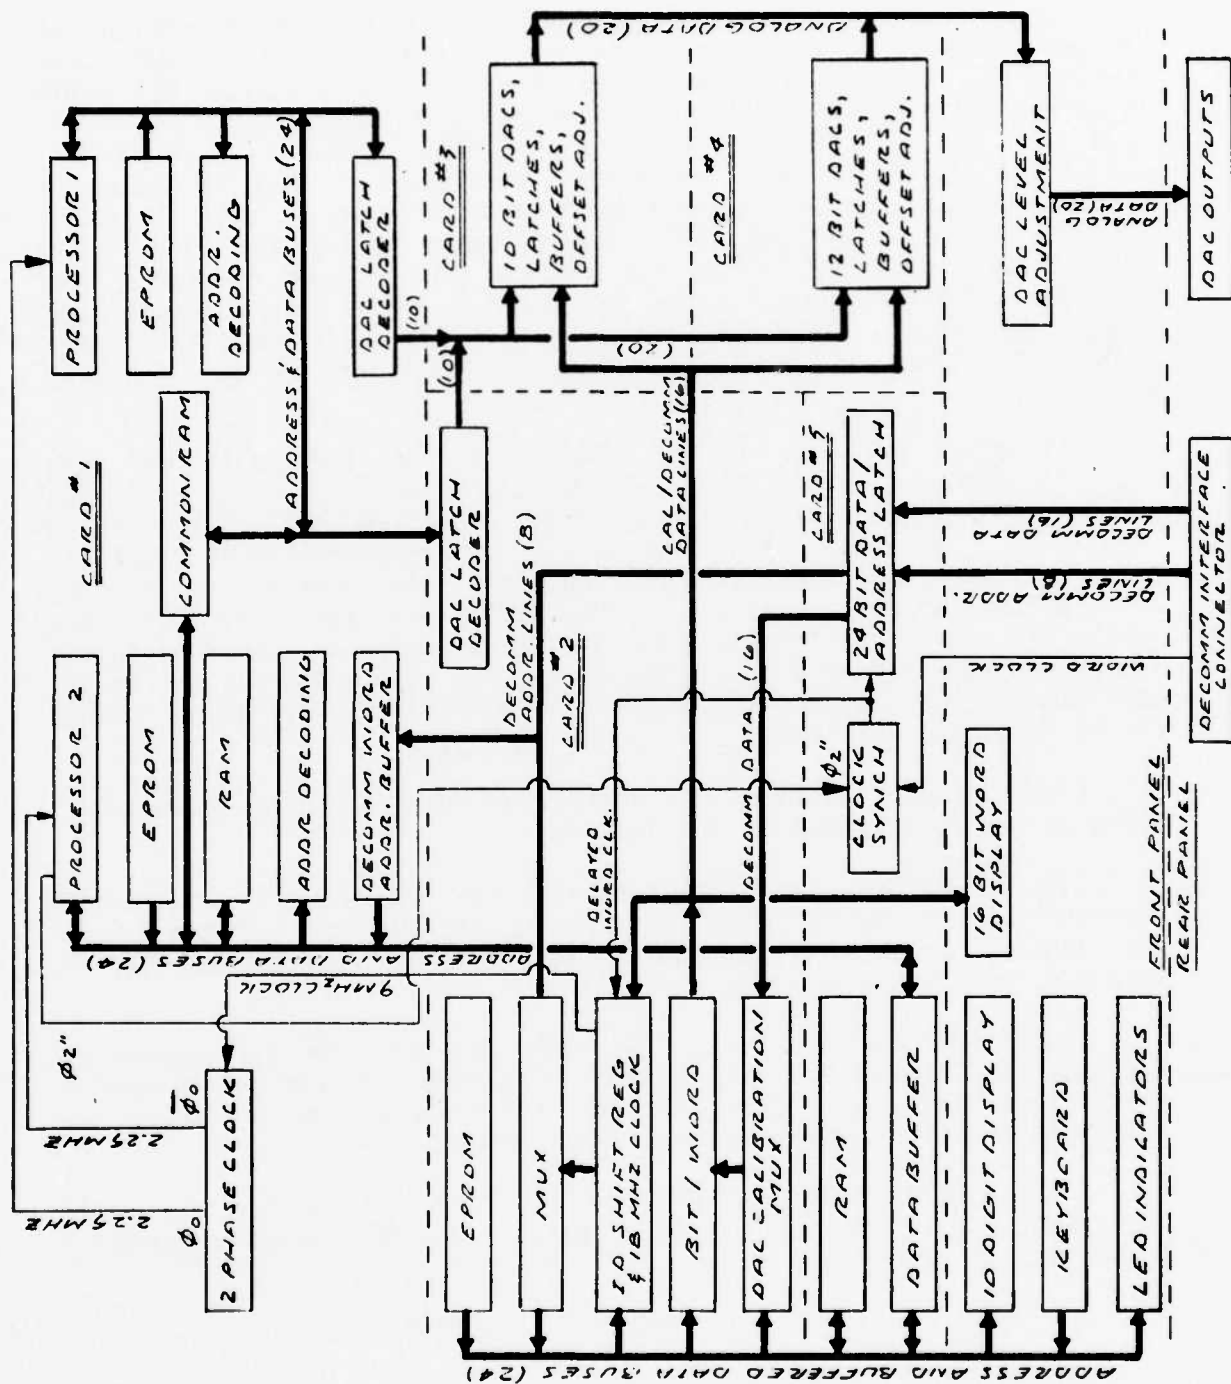 2 PHASE CLOCK
Φ0
Φ0
2.25 MHZ
2.25 MHZ
Φ2"
9 MHZ CLOCK
ADDRESS AND DATA BUSES (24)
PROCESSOR 2
EPROM
RAM
ADDR DECODING
DECOMM WORD
ADDR. BUFFER
CARD #1
COMMON RAM
ADDRESS & DATA BUSES (24)
PROCESSOR 1
EPROM
ADDR.
DECODING
DAC LATCH
DECODER
(10)
EPROM
MUX
ID SHIFT REG
& 18 MHZ CLOCK
BIT / WORD
DAC CALIBRATION
MUX
DELAYED
WORD CLK.
DECOMM
ADDR. LINES (8)
CARD #2
DECOMM DATA (16)
DAC LATCH
DECODER
(10)
CAL/DECOMM
DATA LINES (16)
CARD #3
10 BIT DACS,
LATCHES,
BUFFERS,
OFFSET ADJ.
(20)
CARD #4
12 BIT DACS,
LATCHES,
BUFFERS,
OFFSET ADJ.
ANALOG DATA (20)
RAM
DATA BUFFER
Φ2"
CLOCK
SYNCH
CARD #5
24 BIT DATA/
ADDRESS LATCH
10 DIGIT DISPLAY
KEYBOARD
LED INDICATORS
ADDRESS AND BUFFERED DATA BUSES (24)
16 BIT WORD
DISPLAY
WORD CLOCK
DECOMM ADDR.
LINES (8)
DECOMM DATA
LINES (16)
DAC LEVEL
ADJUSTMENT
ANALOG
DATA (20)
FRONT PANEL
REAR PANEL
DECOMM INTERFACE
CONNECTOR
DAC OUTPUTS